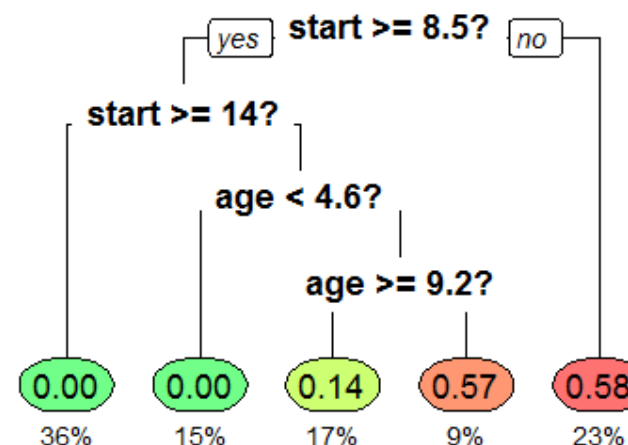 yes start >= 8.5? no
start >= 14?
age < 4.6?
age >= 9.2?
0.00 0.00 0.14 0.57 0.58
36% 15% 17% 9% 23%